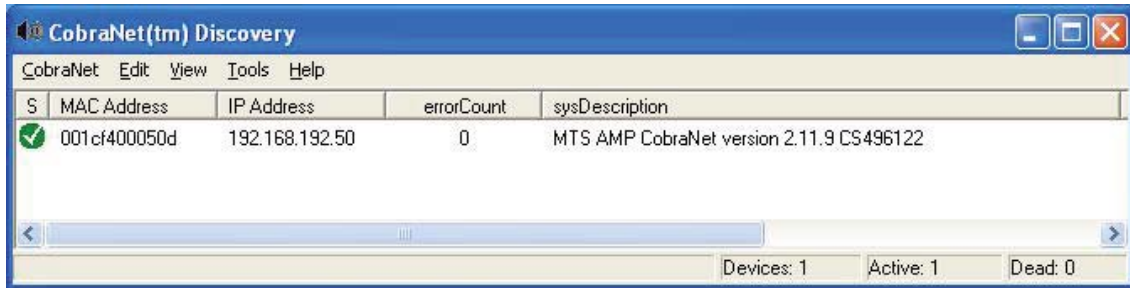 CobraNet(tm) Discovery
CobraNet Edit View Tools Help
S MAC Address IP Address errorCount sysDescription
001cf400050d 192.168.192.50 0 MTS AMP CobraNet version 2.11.9 CS496122
Devices: 1 Active: 1 Dead: 0